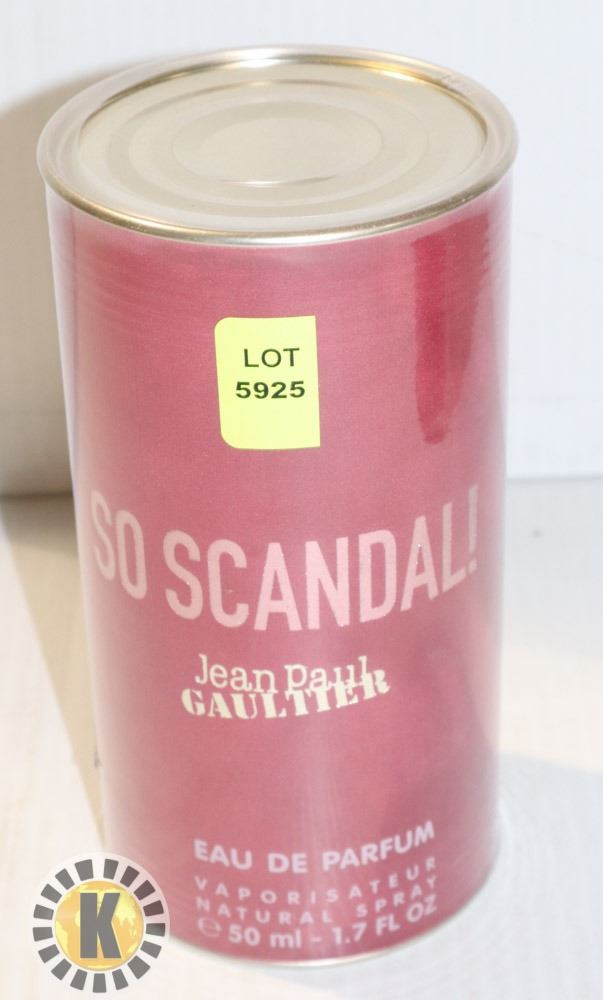 LOT
5925
SO SCANDAL!
Jean Paul
GAULTIER
EAU DE PARFUM
VAPORISATEUR
NATURAL SPRAY
℮ 50 ml - 1.7 FL OZ
K